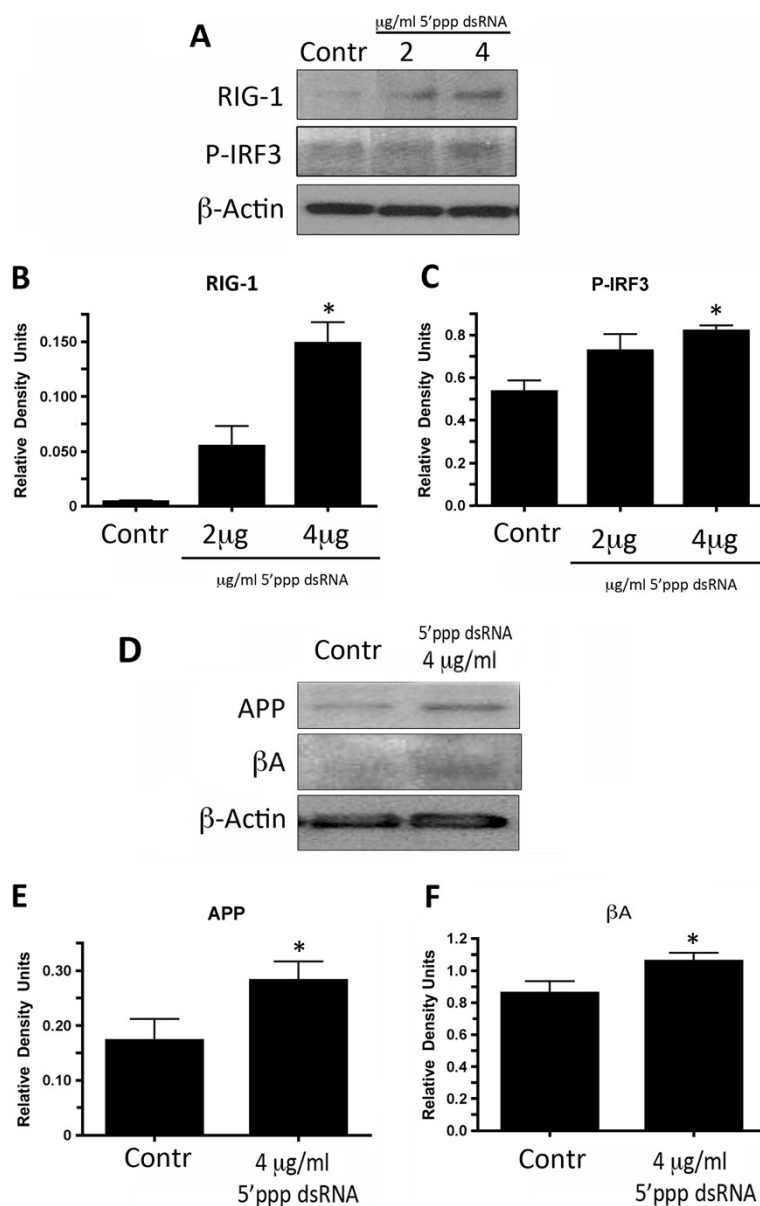 A
μg/ml 5'ppp dsRNA
Contr 2 4
RIG-1
P-IRF3
β-Actin
B
RIG-1
Relative Density Units
0.150
0.100
0.050
0
*
Contr 2μg 4μg
μg/ml 5'ppp dsRNA
C
P-IRF3
Relative Density Units
0.8
0.6
0.4
0.2
0.0
*
Contr 2μg 4μg
μg/ml 5'ppp dsRNA
D
Contr
5'ppp dsRNA
4 μg/ml
APP
βA
β-Actin
E
APP
Relative Density Units
0.30
0.20
0.10
0
*
Contr
4 μg/ml
5'ppp dsRNA
F
βA
Relative Density Units
1.2
1.0
0.8
0.6
0.4
0.2
0.0
*
Contr
4 μg/ml
5'ppp dsRNA